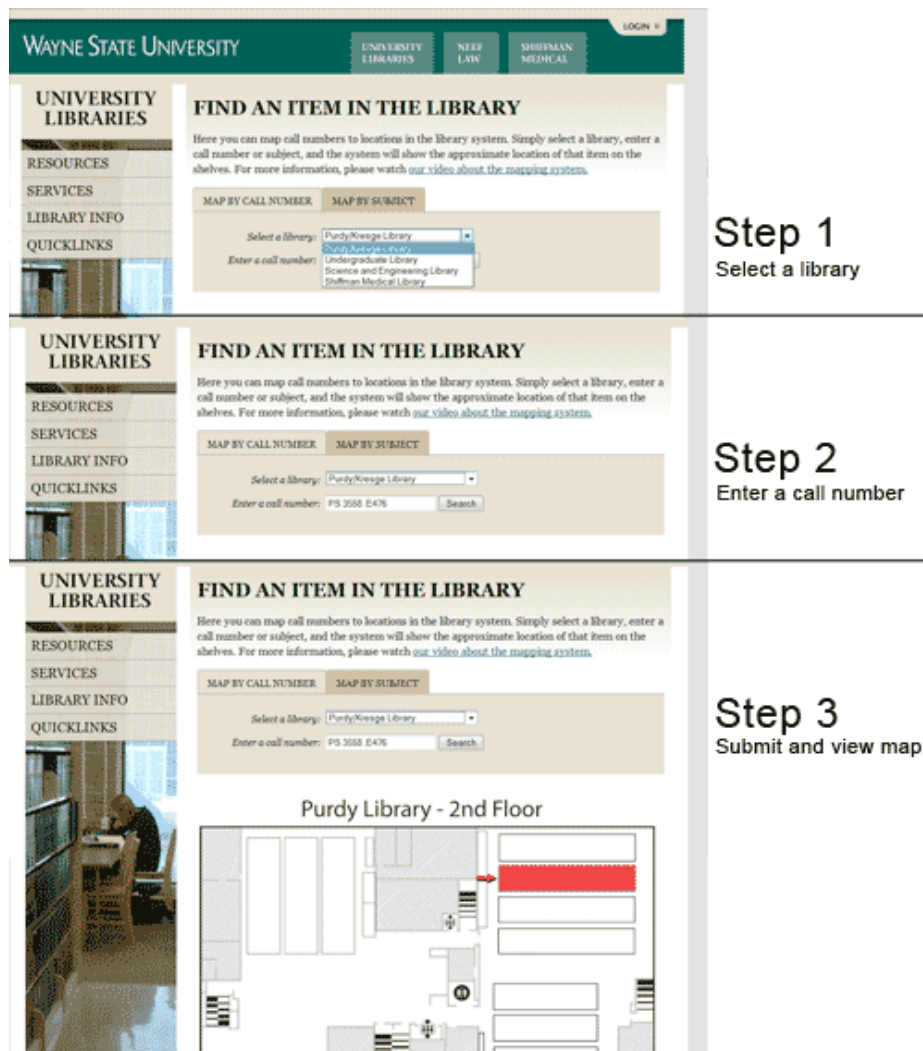 LOGIN
WAYNE STATE UNIVERSITY
UNIVERSITY LIBRARIES
NEEF LAW
SHIFFMAN MEDICAL
UNIVERSITY
LIBRARIES
RESOURCES
SERVICES
LIBRARY INFO
QUICKLINKS
FIND AN ITEM IN THE LIBRARY
Here you can map call numbers to locations in the library system. Simply select a library, enter a
call number or subject, and the system will show the approximate location of that item on the
shelves. For more information, please watch our video about the mapping system.
MAP BY CALL NUMBER MAP BY SUBJECT
Select a library: Purdy/Kresge Library
Purdy/Kresge Library
Enter a call number: Undergraduate Library
Science and Engineering Library
Shiffman Medical Library
Step 1
Select a library
UNIVERSITY
LIBRARIES
RESOURCES
SERVICES
LIBRARY INFO
QUICKLINKS
FIND AN ITEM IN THE LIBRARY
Here you can map call numbers to locations in the library system. Simply select a library, enter a
call number or subject, and the system will show the approximate location of that item on the
shelves. For more information, please watch our video about the mapping system.
MAP BY CALL NUMBER MAP BY SUBJECT
Select a library: Purdy/Kresge Library
Enter a call number: PS 3558 .E476 Search
Step 2
Enter a call number
UNIVERSITY
LIBRARIES
RESOURCES
SERVICES
LIBRARY INFO
QUICKLINKS
FIND AN ITEM IN THE LIBRARY
Here you can map call numbers to locations in the library system. Simply select a library, enter a
call number or subject, and the system will show the approximate location of that item on the
shelves. For more information, please watch our video about the mapping system.
MAP BY CALL NUMBER MAP BY SUBJECT
Select a library: Purdy/Kresge Library
Enter a call number: PS 3558 .E476 Search
Step 3
Submit and view map
Purdy Library - 2nd Floor